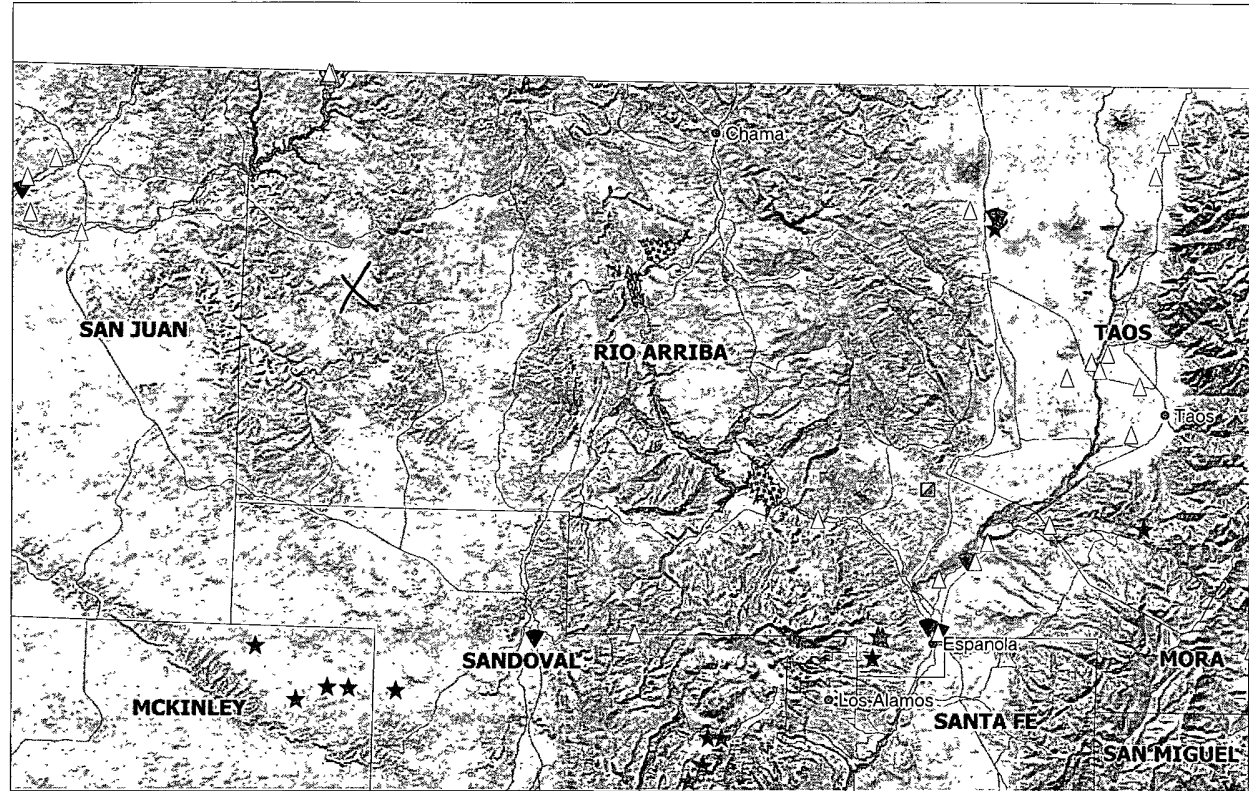 Chama
SAN JUAN
TAOS
RIO ARRIBA
Taos
Espanola
SANDOVAL
MORA
MCKINLEY
Los Alamos
SANTA FE
SAN MIGUEL